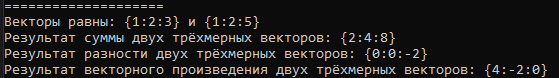 =====================
Векторы равны: {1:2:3} и {1:2:5}
Результат суммы двух трёхмерных векторов: {2:4:8}
Результат разности двух трёхмерных векторов: {0:0:-2}
Результат векторного произведения двух трёхмерных векторов: {4:-2:0}